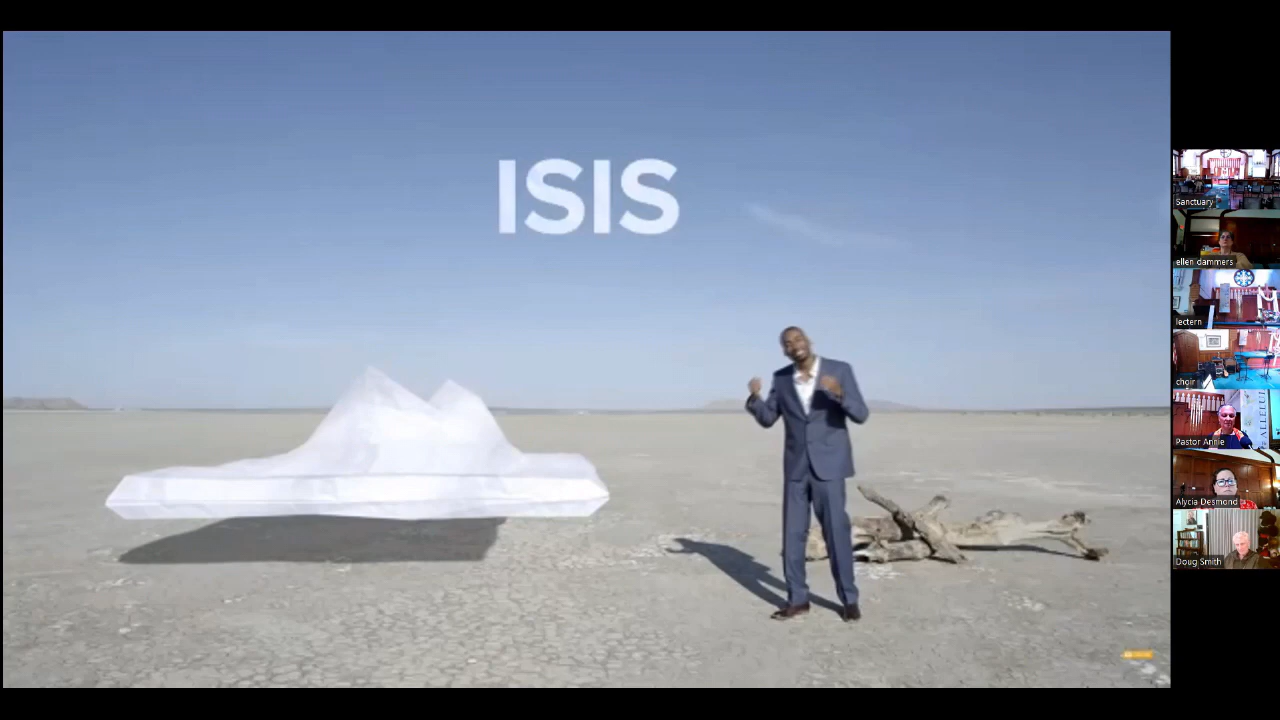 ISIS
Sanctuary
ellen dammers
lectern
choir
Pastor Annie
Alycia Desmond
Doug Smith